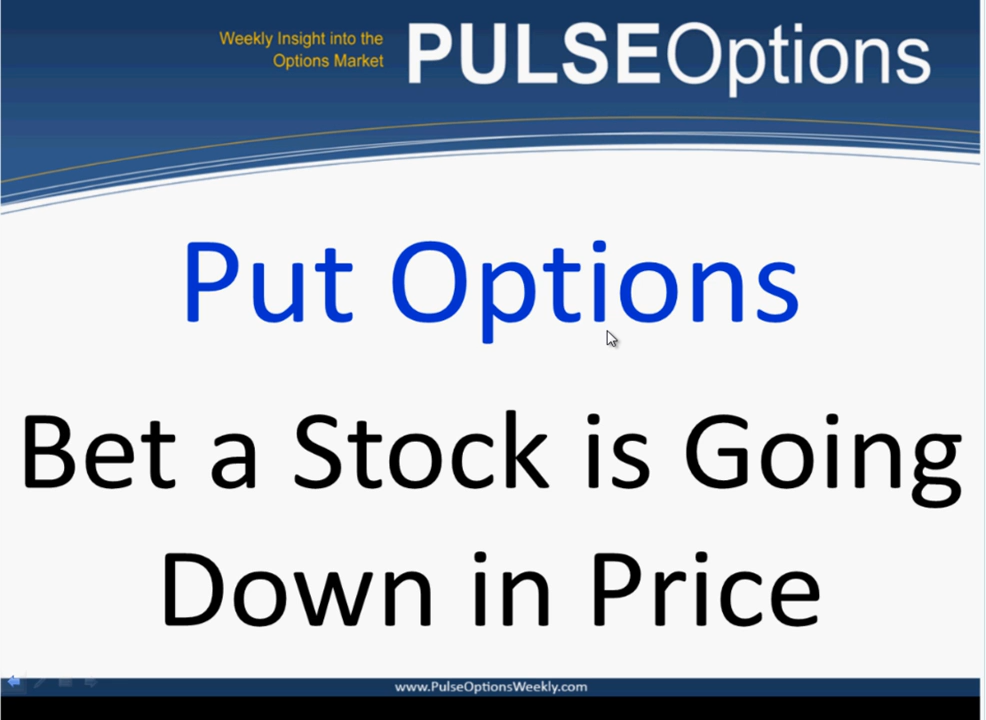 Weekly Insight into the
Options Market
PULSEOptions
Put Options
Bet a Stock is Going
Down in Price
www.PulseOptionsWeekly.com